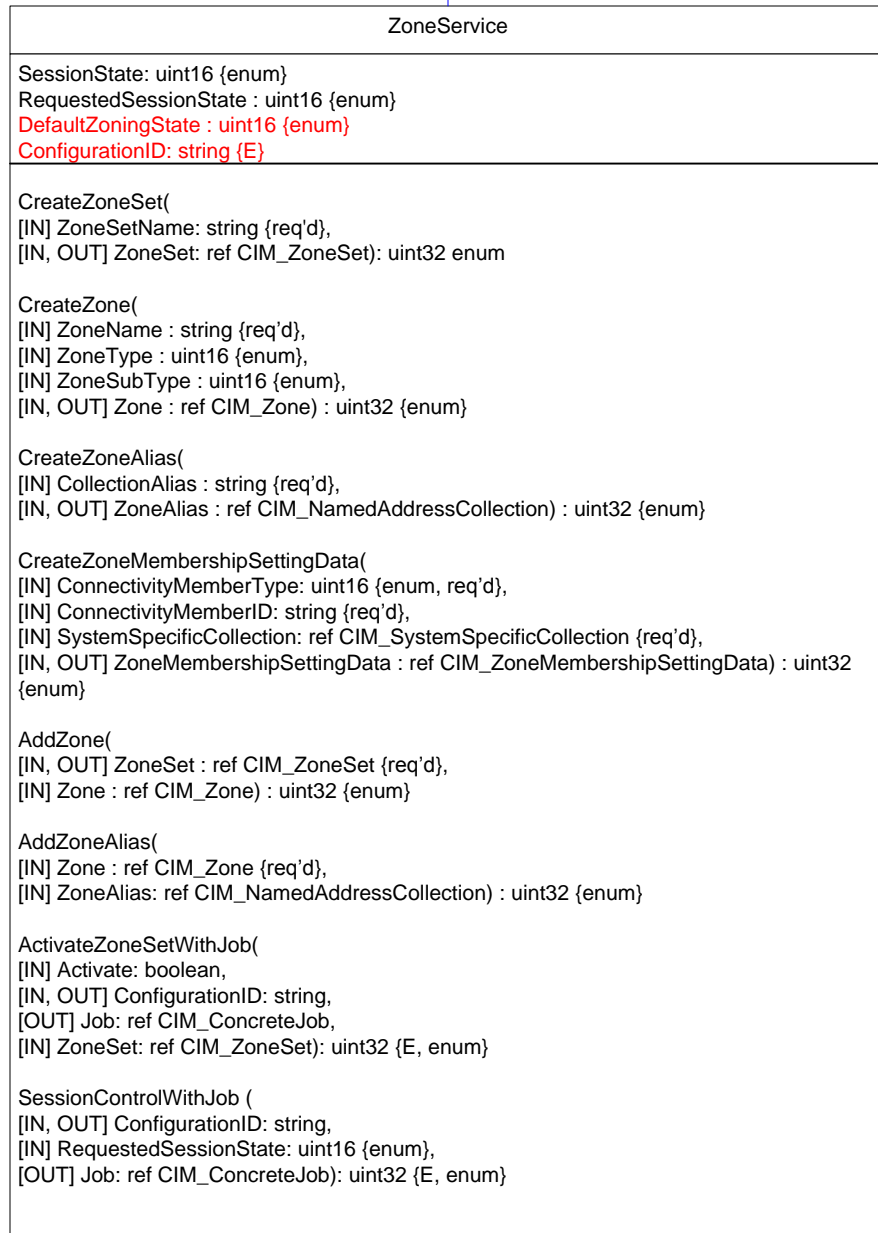 ZoneService
SessionState: uint16 {enum}
RequestedSessionState : uint16 {enum}
DefaultZoningState : uint16 {enum}
ConfigurationID: string {E}
CreateZoneSet(
[IN] ZoneSetName: string {req'd},
[IN, OUT] ZoneSet: ref CIM_ZoneSet): uint32 enum
CreateZone(
[IN] ZoneName : string {req’d},
[IN] ZoneType : uint16 {enum},
[IN] ZoneSubType : uint16 {enum},
[IN, OUT] Zone : ref CIM_Zone) : uint32 {enum}
CreateZoneAlias(
[IN] CollectionAlias : string {req’d},
[IN, OUT] ZoneAlias : ref CIM_NamedAddressCollection) : uint32 {enum}
CreateZoneMembershipSettingData(
[IN] ConnectivityMemberType: uint16 {enum, req’d},
[IN] ConnectivityMemberID: string {req’d},
[IN] SystemSpecificCollection: ref CIM_SystemSpecificCollection {req’d},
[IN, OUT] ZoneMembershipSettingData : ref CIM_ZoneMembershipSettingData) : uint32
{enum}
AddZone(
[IN, OUT] ZoneSet : ref CIM_ZoneSet {req’d},
[IN] Zone : ref CIM_Zone) : uint32 {enum}
AddZoneAlias(
[IN] Zone : ref CIM_Zone {req’d},
[IN] ZoneAlias: ref CIM_NamedAddressCollection) : uint32 {enum}
ActivateZoneSetWithJob(
[IN] Activate: boolean,
[IN, OUT] ConfigurationID: string,
[OUT] Job: ref CIM_ConcreteJob,
[IN] ZoneSet: ref CIM_ZoneSet): uint32 {E, enum}
SessionControlWithJob (
[IN, OUT] ConfigurationID: string,
[IN] RequestedSessionState: uint16 {enum},
[OUT] Job: ref CIM_ConcreteJob): uint32 {E, enum}